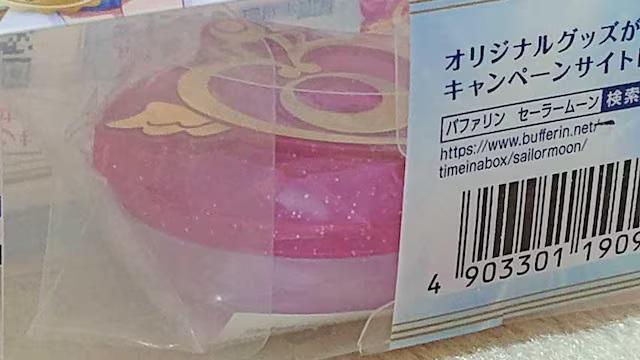 オリジナルグッズが
キャンペーンサイト
バファリン セーラームーン 検索
https://www.bufferin.net/
timeinabox/sailormoon/
4 903301 1909